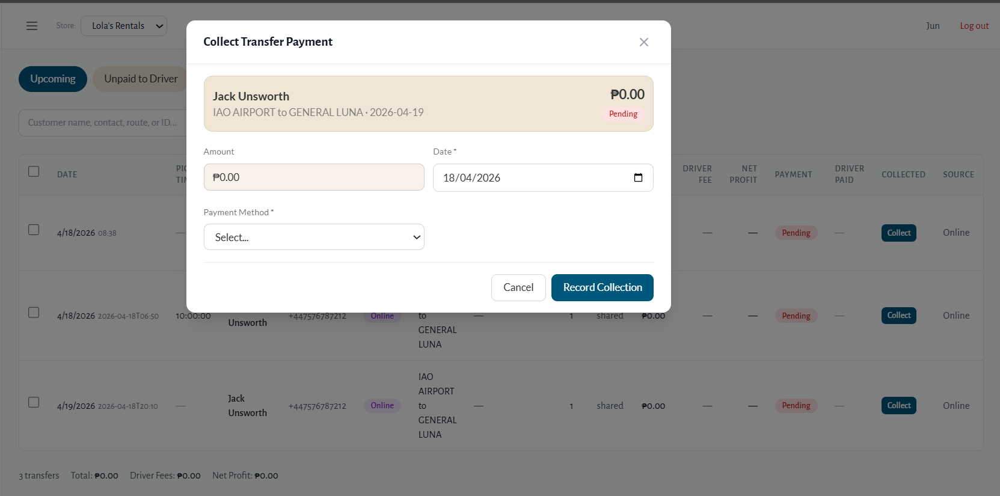 Store: Lola's Rentals
Jun Log out
Collect Transfer Payment
Upcoming Unpaid to Driver
Jack Unsworth ₱0.00
IAO AIRPORT to GENERAL LUNA · 2026-04-19 Pending
Customer name, contact, route, or ID...
Amount Date *
₱0.00 18/04/2026
Payment Method *
Select...
Cancel Record Collection
DATE DRIVER FEE NET PROFIT PAYMENT DRIVER PAID COLLECTED SOURCE
4/18/2026 08:38 — — — Pending — Collect Online
4/18/2026 2026-04-18T06:50 10:00:00 Unsworth +447576787212 Online to GENERAL LUNA — 1 shared ₱0.00 — — Pending — Collect Online
4/19/2026 2026-04-18T20:10 — Jack Unsworth +447576787212 Online IAO AIRPORT to GENERAL LUNA — 1 shared ₱0.00 — — Pending — Collect Online
3 transfers Total: ₱0.00 Driver Fees: ₱0.00 Net Profit: ₱0.00